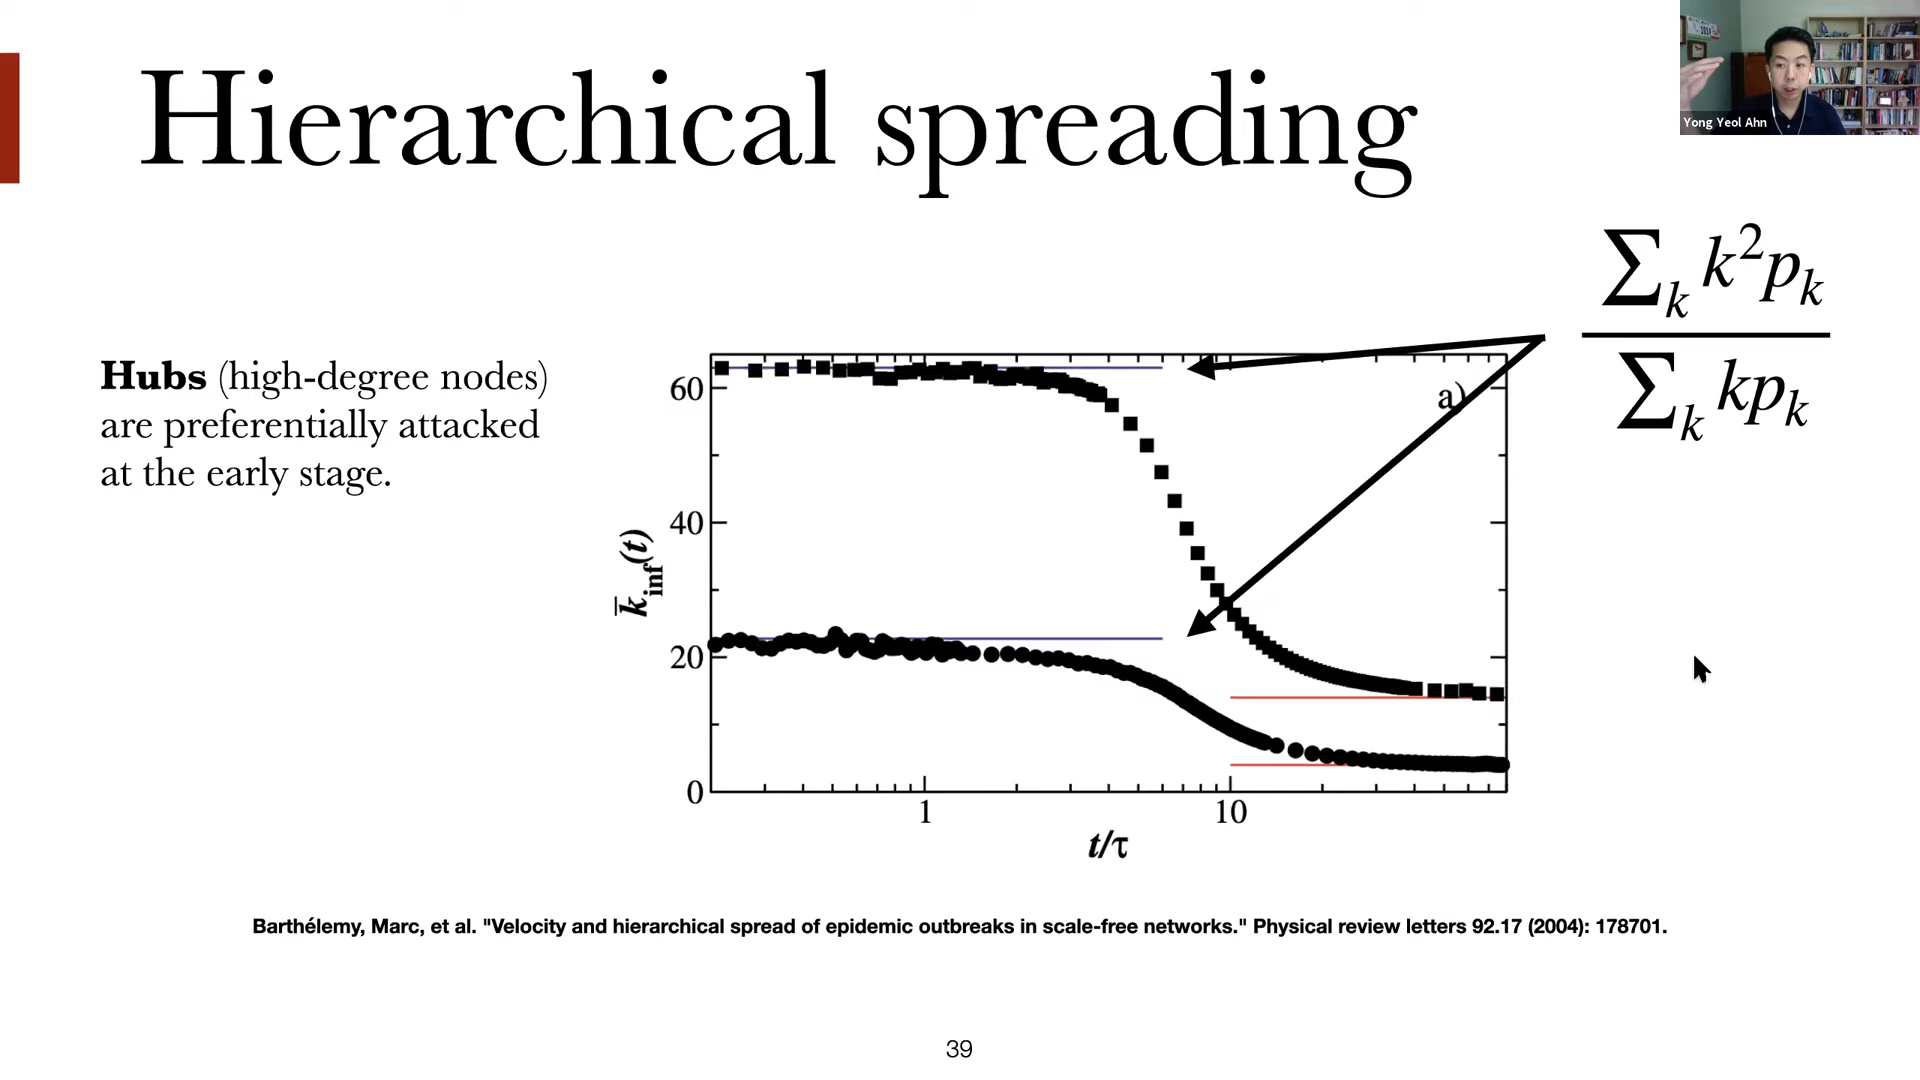 Hierarchical spreading
Yong Yeol Ahn
∑ₖ k²pₖ
∑ₖ kpₖ
Hubs (high-degree nodes)
are preferentially attacked
at the early stage.
a)
60
40
20
0
k̅inf(t)
1 10
t/τ
Barthélemy, Marc, et al. "Velocity and hierarchical spread of epidemic outbreaks in scale-free networks." Physical review letters 92.17 (2004): 178701.
39